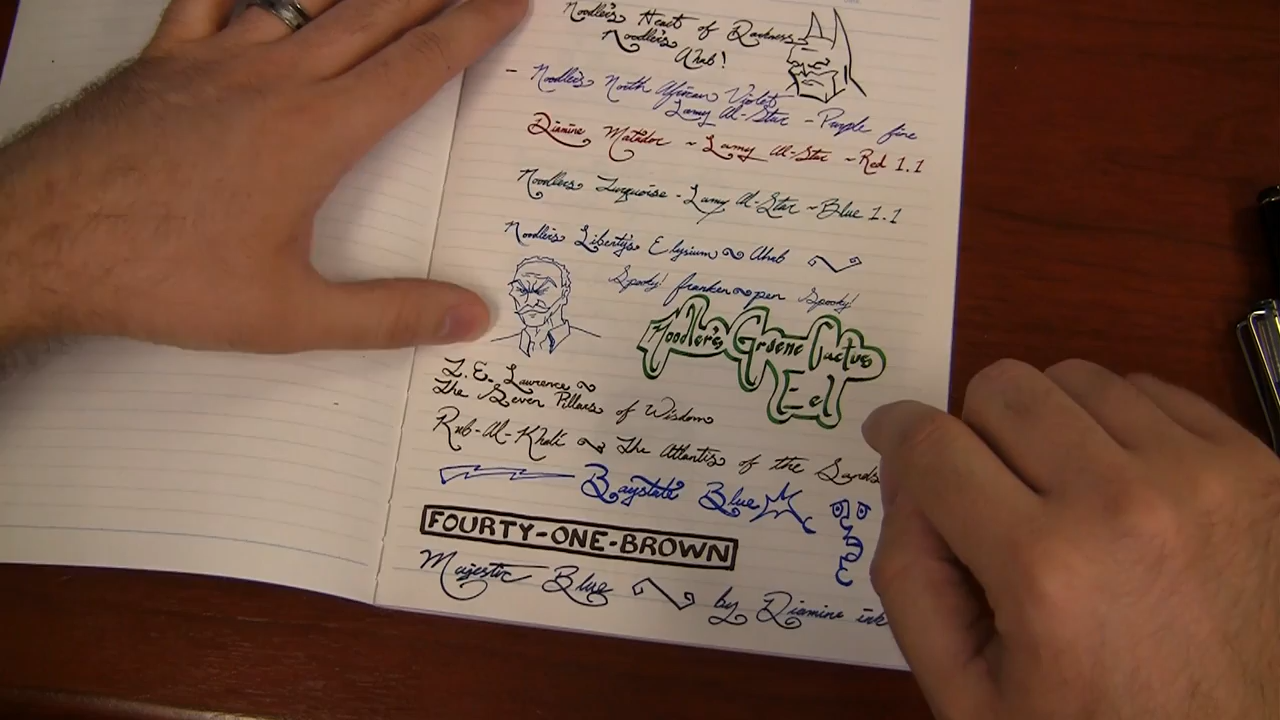 Noodler's Heart of Darkness
Noodler's
Ahab!
- Noodler's North African Violet
Lamy Al-Star - Purple fine
Diamine Matador ~ Lamy Al-Star ~ Red 1.1
Noodlers Turquoise - Lamy Al-Star ~ Blue 1.1
Noodler's Liberty's Elysium ~ Ahab
Spooky! franken~pen Spooky!
Noodler's Gruene Cactus
Eel
T.E. Lawrence ~
The Seven Pillars of Wisdom
Rub-Al-Khali ~ The Atlantis of the Sands
Baystate Blue
FOURTY-ONE-BROWN
Majestic Blue ~ by Diamine ink